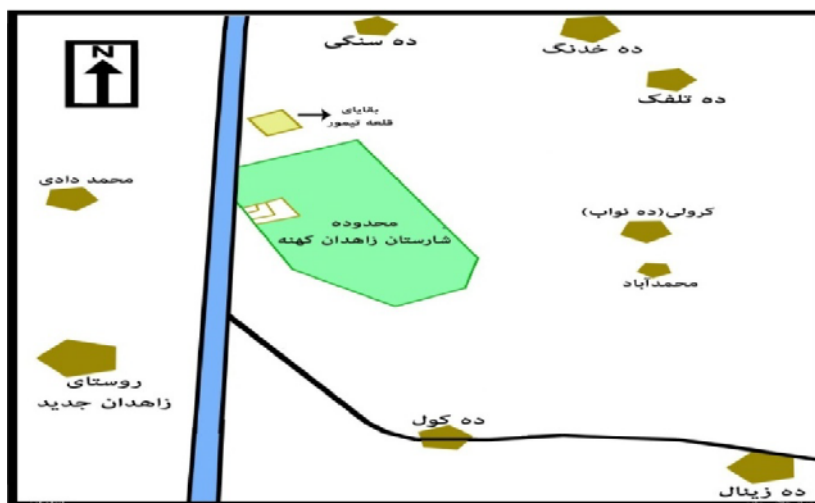 N
ده سنگی
ده خدنگ
ده تلفک
بقایای
قلعه تیمور
محمد دادی
محدوده
شارستان زاهدان کهنه
کرولی(ده نواب)
محمدآباد
روستای
زاهدان جدید
ده کول
ده زینال